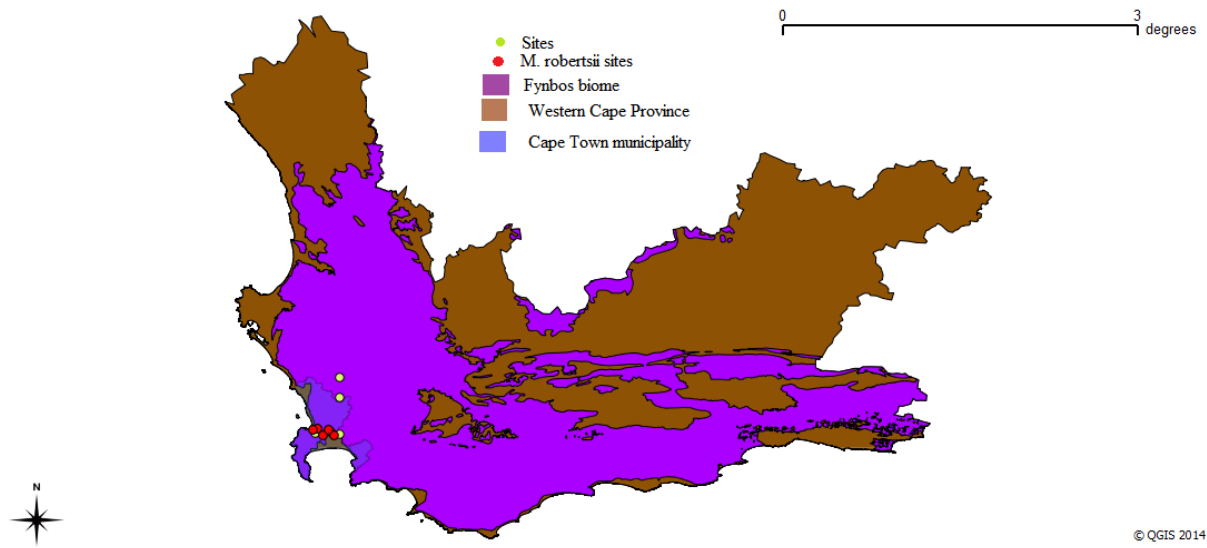 0 3
degrees
Sites
M. robertsii sites
Fynbos biome
Western Cape Province
Cape Town municipality
N
© QGIS 2014